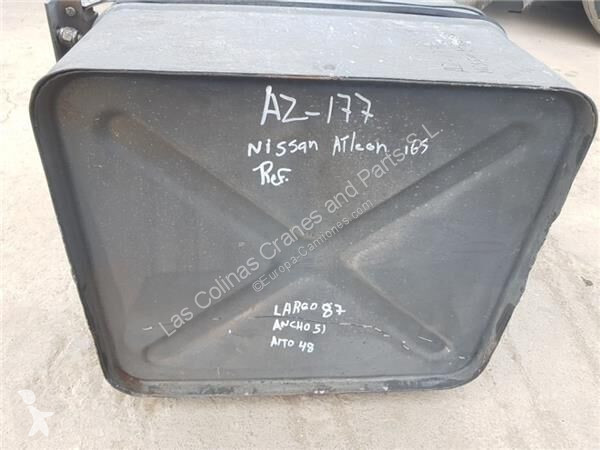 AZ-177
Nissan ATleon 165
Ref.
Las Colinas Cranes and Parts S.L
©Europa-Camiones.com
LARGO 87
ANCHO 51
AlTO 48